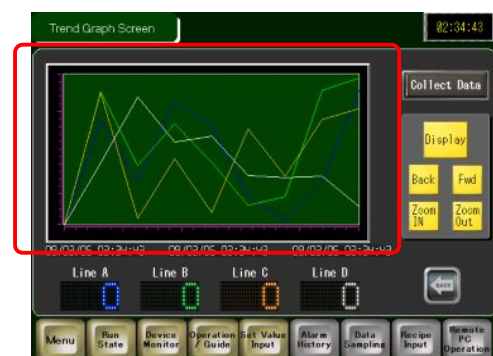 Trend Graph Screen
02:34:43
Collect Data
Display
Back
Fwd
Zoom
IN
Zoom
Out
Line A
Line B
Line C
Line D
0
0
0
0
BACK
Menu
Run
State
Device
Monitor
Operation
/ Guide
Set Value
Input
Alarm
History
Data
Sampling
Recipe
Input
Remote
PC
Operation